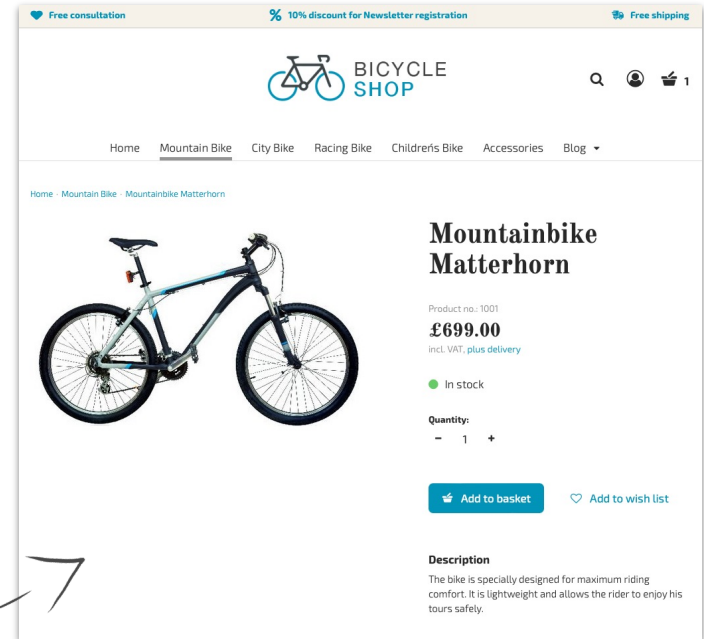 Free consultation
10% discount for Newsletter registration
Free shipping
BICYCLE
SHOP
1
Home Mountain Bike City Bike Racing Bike Childreńs Bike Accessories Blog
Home · Mountain Bike · Mountainbike Matterhorn
Mountainbike
Matterhorn
Product no.: 1001
£699.00
incl. VAT, plus delivery
In stock
Quantity:
- 1 +
Add to basket
Add to wish list
Description
The bike is specially designed for maximum riding
comfort. It is lightweight and allows the rider to enjoy his
tours safely.